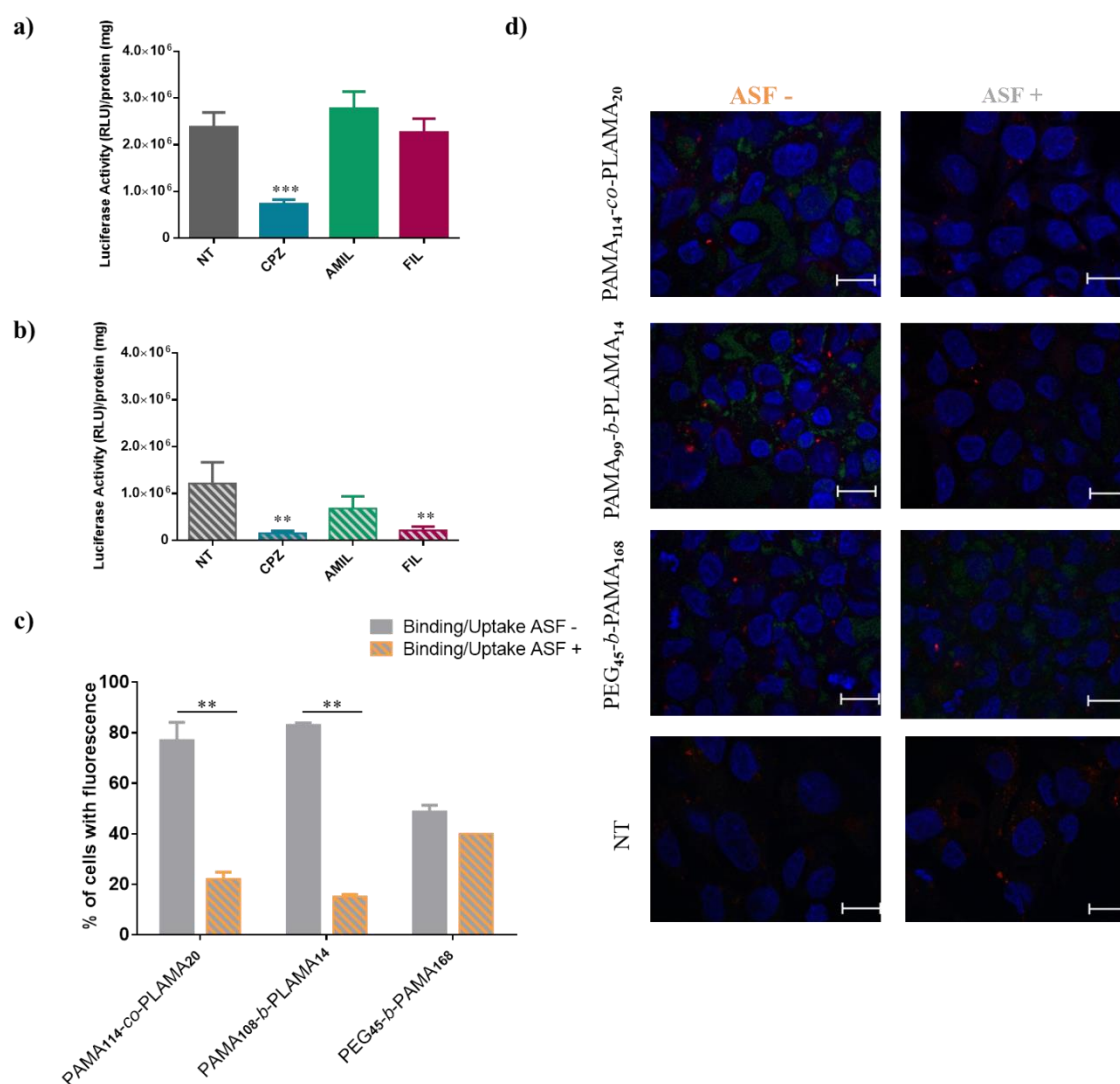 a)
Luciferase Activity (RLU)/protein (mg)
4.0×10⁶
3.0×10⁶
2.0×10⁶
1.0×10⁶
0
***
NT
CPZ
AMIL
FIL
b)
Luciferase Activity (RLU)/protein (mg)
4.0×10⁶
3.0×10⁶
2.0×10⁶
1.0×10⁶
0
**
**
NT
CPZ
AMIL
FIL
c)
Binding/Uptake ASF -
Binding/Uptake ASF +
% of cells with fluorescence
100
80
60
40
20
0
**
**
PAMA₁₁₄-co-PLAMA₂₀
PAMA₁₀₈-b-PLAMA₁₄
PEG₄₅-b-PAMA₁₆₈
d)
ASF -
ASF +
PAMA₁₁₄-co-PLAMA₂₀
PAMA₉₉-b-PLAMA₁₄
PEG₄₅-b-PAMA₁₆₈
NT